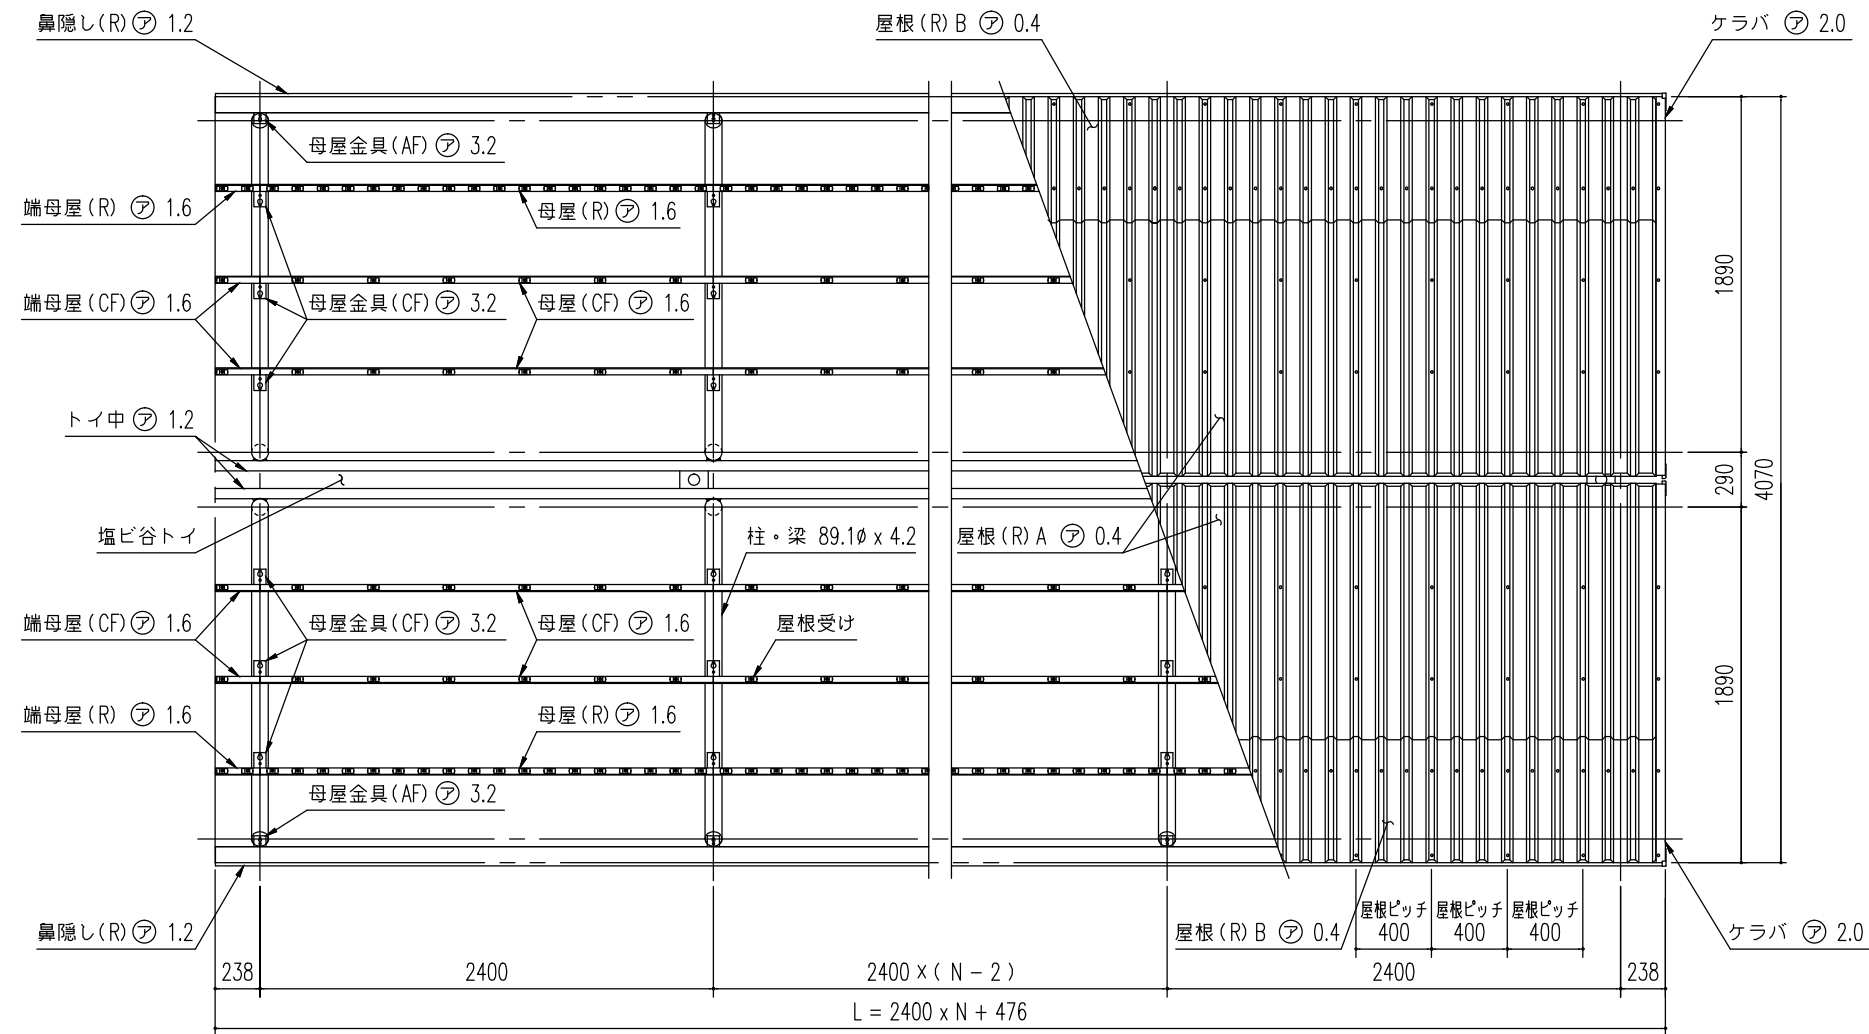 鼻隠し(R)㋐ 1.2
屋根(R)B ㋐ 0.4
ケラバ ㋐ 2.0
母屋金具(AF)㋐ 3.2
端母屋(R) ㋐ 1.6
母屋(R)㋐ 1.6
端母屋(CF)㋐ 1.6
母屋金具(CF)㋐ 3.2
母屋(CF)㋐ 1.6
1890
トイ中㋐ 1.2
290
4070
塩ビ谷トイ
柱・梁 89.1ø x 4.2
屋根(R)A ㋐ 0.4
端母屋(CF)㋐ 1.6
母屋金具(CF)㋐ 3.2
母屋(CF)㋐ 1.6
屋根受け
1890
端母屋(R) ㋐ 1.6
母屋(R)㋐ 1.6
母屋金具(AF)㋐ 3.2
鼻隠し(R)㋐ 1.2
屋根(R)B ㋐ 0.4
屋根ピッチ
400
屋根ピッチ
400
屋根ピッチ
400
ケラバ ㋐ 2.0
238
2400
2400 x ( N - 2 )
2400
238
L = 2400 x N + 476